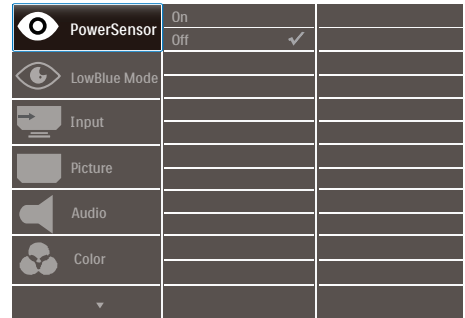 PowerSensor
On
Off
LowBlue Mode
Input
Picture
Audio
Color